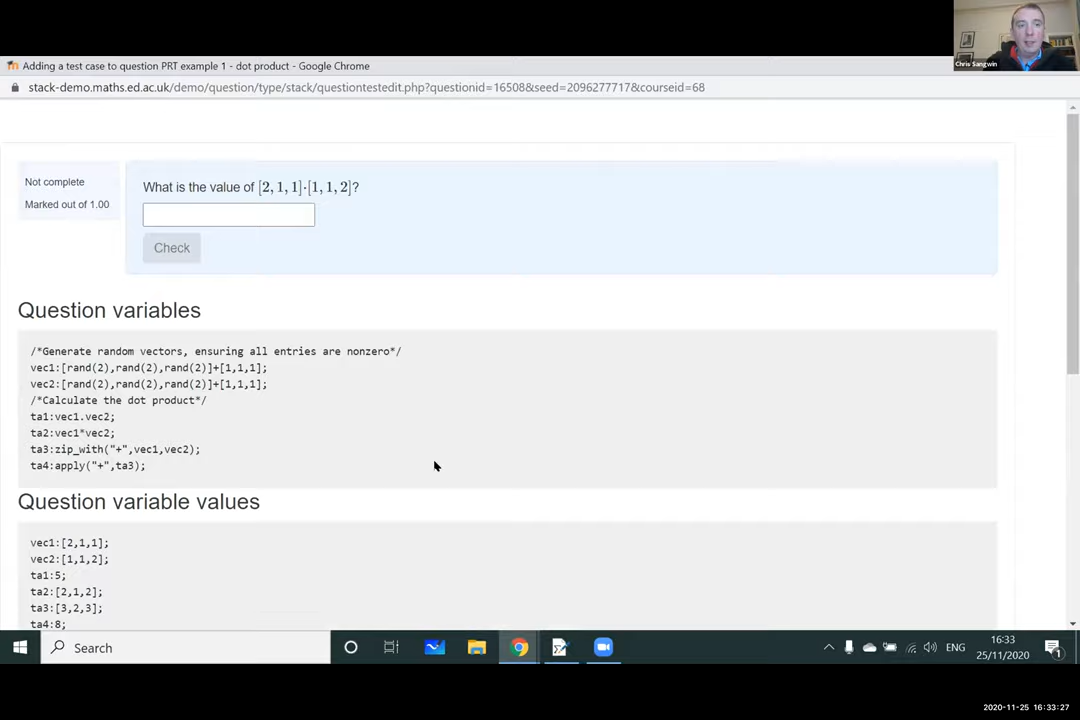 Chris Sangwin
Adding a test case to question PRT example 1 - dot product - Google Chrome
stack-demo.maths.ed.ac.uk/demo/question/type/stack/questiontestedit.php?questionid=16508&seed=2096277717&courseid=68
Not complete
Marked out of 1.00
What is the value of [2, 1, 1]·[1, 1, 2]?
Check
Question variables
/*Generate random vectors, ensuring all entries are nonzero*/
vec1:[rand(2),rand(2),rand(2)]+[1,1,1];
vec2:[rand(2),rand(2),rand(2)]+[1,1,1];
/*Calculate the dot product*/
ta1:vec1.vec2;
ta2:vec1*vec2;
ta3:zip_with("+",vec1,vec2);
ta4:apply("+",ta3);
Question variable values
vec1:[2,1,1];
vec2:[1,1,2];
ta1:5;
ta2:[2,1,2];
ta3:[3,2,3];
ta4:8;
Search
ENG
16:33
25/11/2020
1
2020-11-25 16:33:27